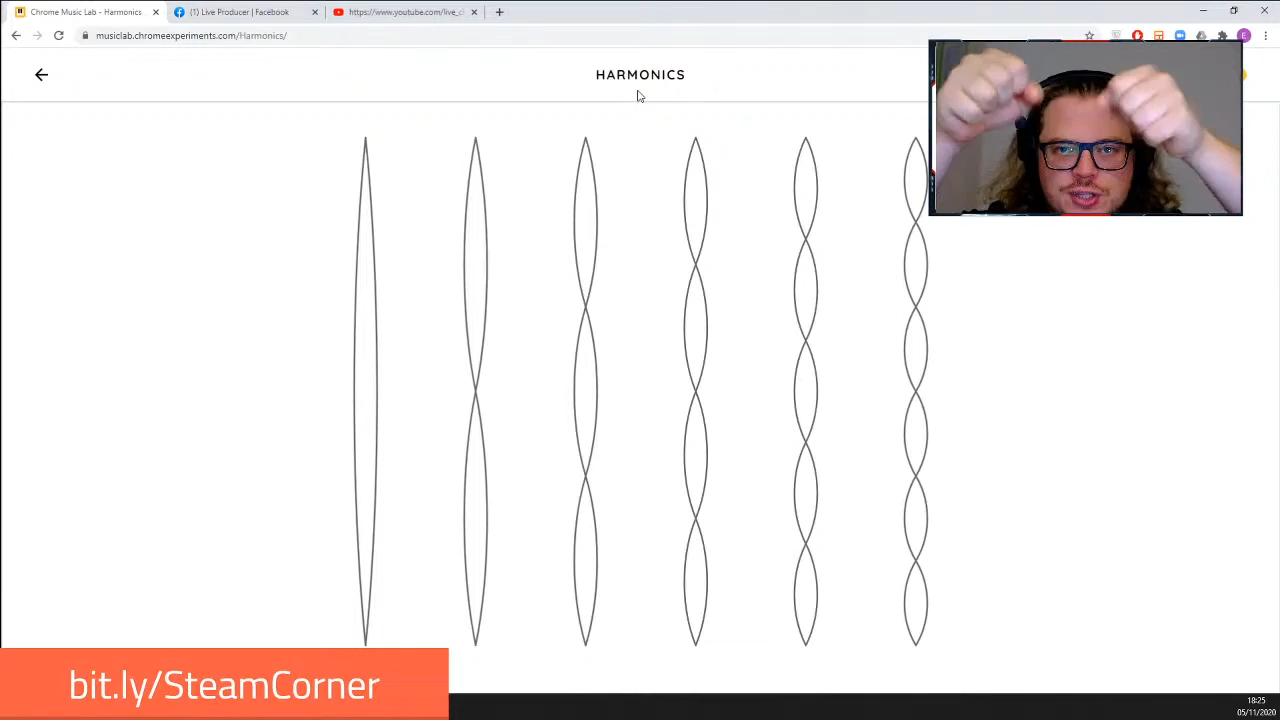 Chrome Music Lab - Harmonics
(1) Live Producer | Facebook
https://www.youtube.com/live_c
musiclab.chromeexperiments.com/Harmonics/
E
HARMONICS
bit.ly/SteamCorner
18:25
05/11/2020